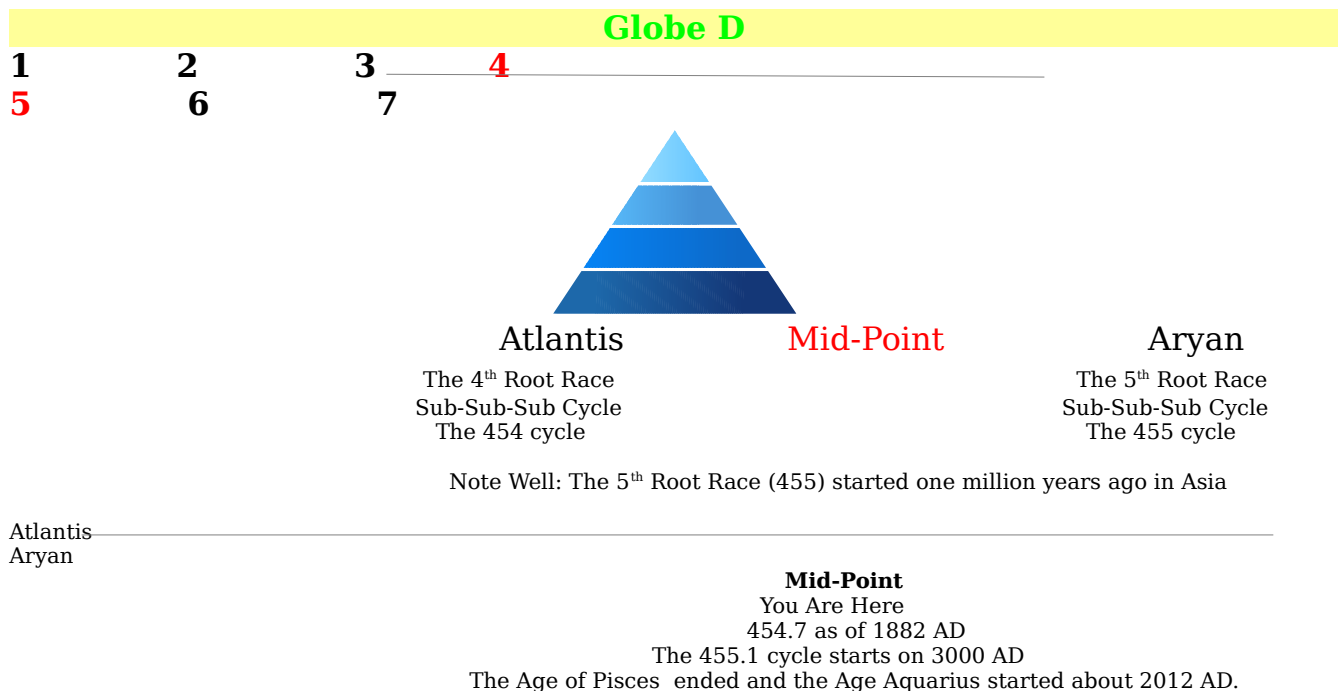 Globe D
1 2 3 4
5 6 7
Atlantis Mid-Point Aryan
The 4th Root Race The 5th Root Race
Sub-Sub-Sub Cycle Sub-Sub-Sub Cycle
The 454 cycle The 455 cycle
Note Well: The 5th Root Race (455) started one million years ago in Asia
Atlantis
Aryan
Mid-Point
You Are Here
454.7 as of 1882 AD
The 455.1 cycle starts on 3000 AD
The Age of Pisces ended and the Age Aquarius started about 2012 AD.